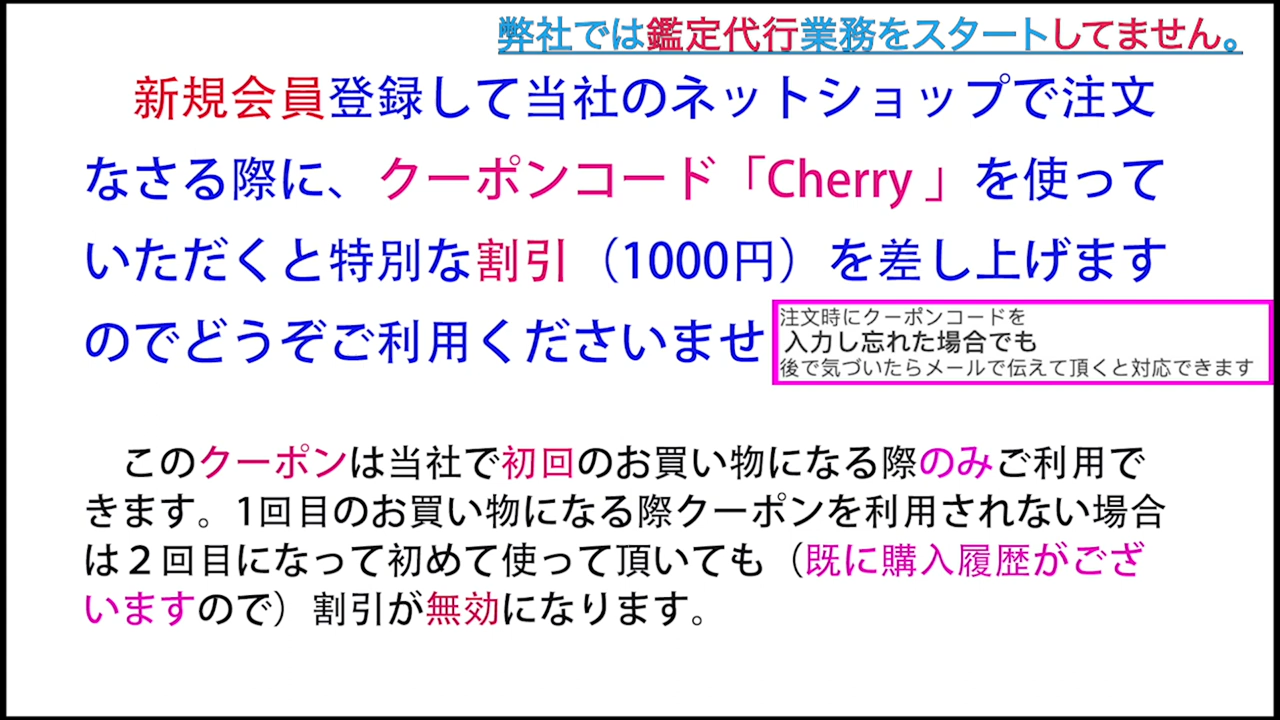 弊社では鑑定代行業務をスタートしてません。
新規会員登録して当社のネットショップで注文
なさる際に、クーポンコード「Cherry 」を使って
いただくと特別な割引（1000円）を差し上げます
のでどうぞご利用くださいませ
注文時にクーポンコードを
入力し忘れた場合でも
後で気づいたらメールで伝えて頂くと対応できます
このクーポンは当社で初回のお買い物になる際のみご利用で
きます。1回目のお買い物になる際クーポンを利用されない場合
は２回目になって初めて使って頂いても（既に購入履歴がござ
いますので）割引が無効になります。